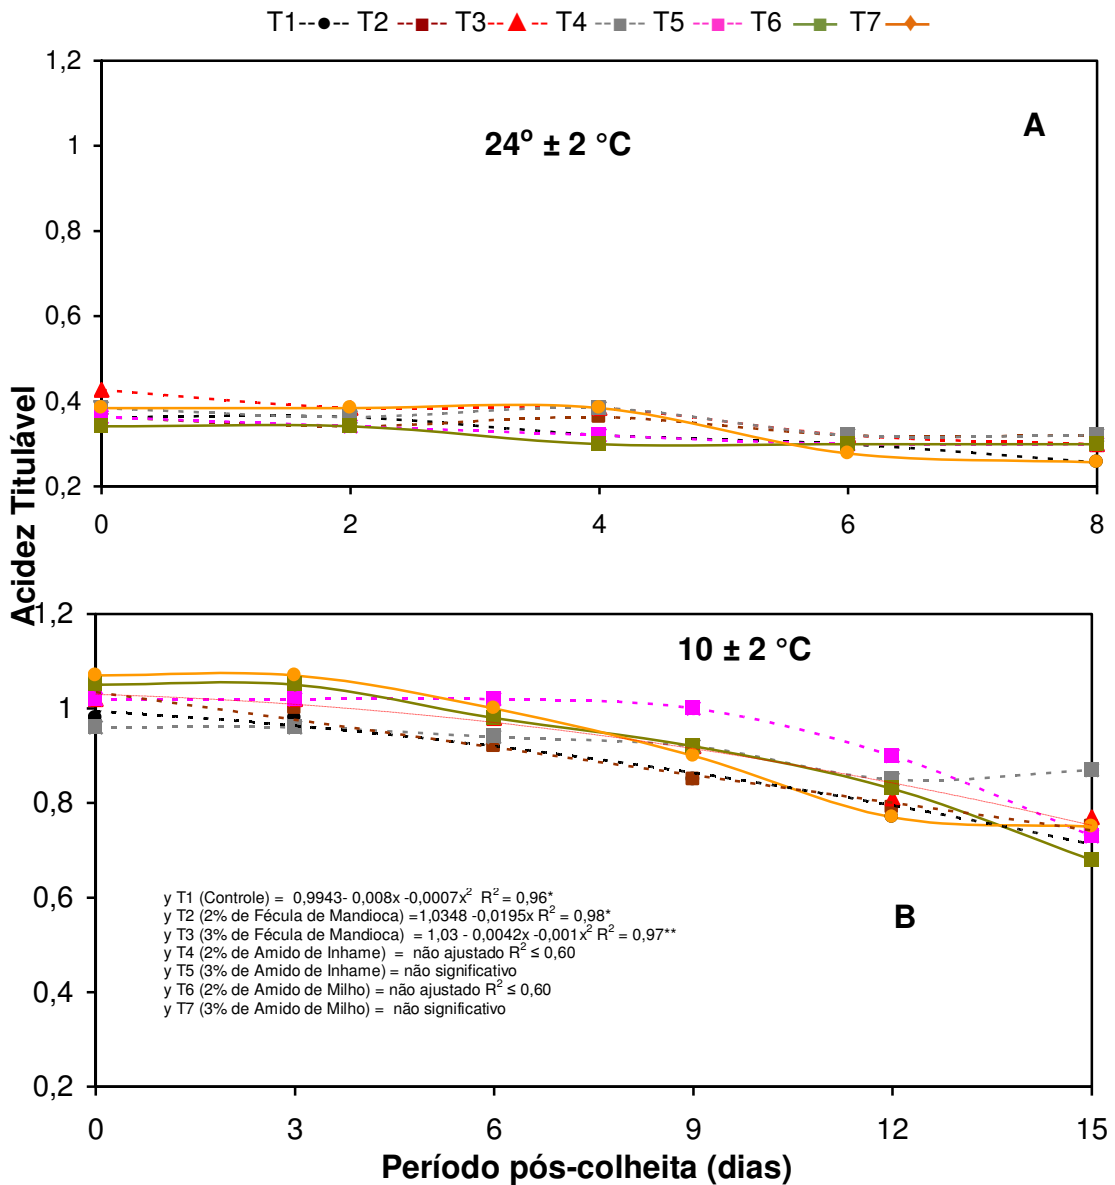 T1 T2 T3 T4 T5 T6 T7
1,2
A
24º ± 2 °C
1
0,8
0,6
0,4
0,2
0 2 4 6 8
Acidez Titulável
1,2
10 ± 2 °C
1
0,8
y T1 (Controle) = 0,9943- 0,008x -0,0007x² R² = 0,96*
y T2 (2% de Fécula de Mandioca) =1,0348 -0,0195x R² = 0,98*
y T3 (3% de Fécula de Mandioca) = 1,03 - 0,0042x -0,001x² R² = 0,97**
y T4 (2% de Amido de Inhame) = não ajustado R² ≤ 0,60
y T5 (3% de Amido de Inhame) = não significativo
y T6 (2% de Amido de Milho) = não ajustado R² ≤ 0,60
y T7 (3% de Amido de Milho) = não significativo
B
0,6
0,4
0,2
0 3 6 9 12 15
Período pós-colheita (dias)